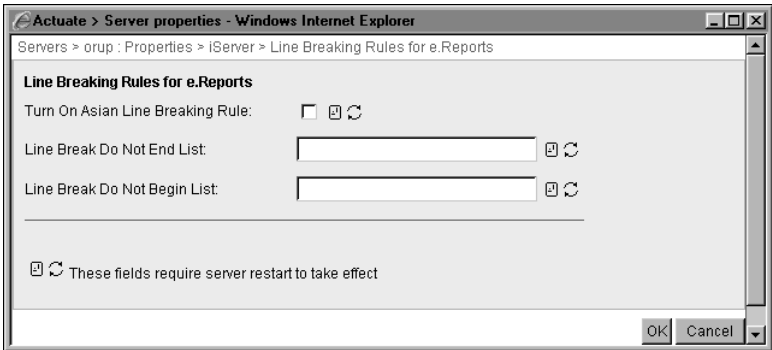 Actuate > Server properties - Windows Internet Explorer
Servers > orup : Properties > iServer > Line Breaking Rules for e.Reports
Line Breaking Rules for e.Reports
Turn On Asian Line Breaking Rule:
Line Break Do Not End List:
Line Break Do Not Begin List:
These fields require server restart to take effect
OK Cancel